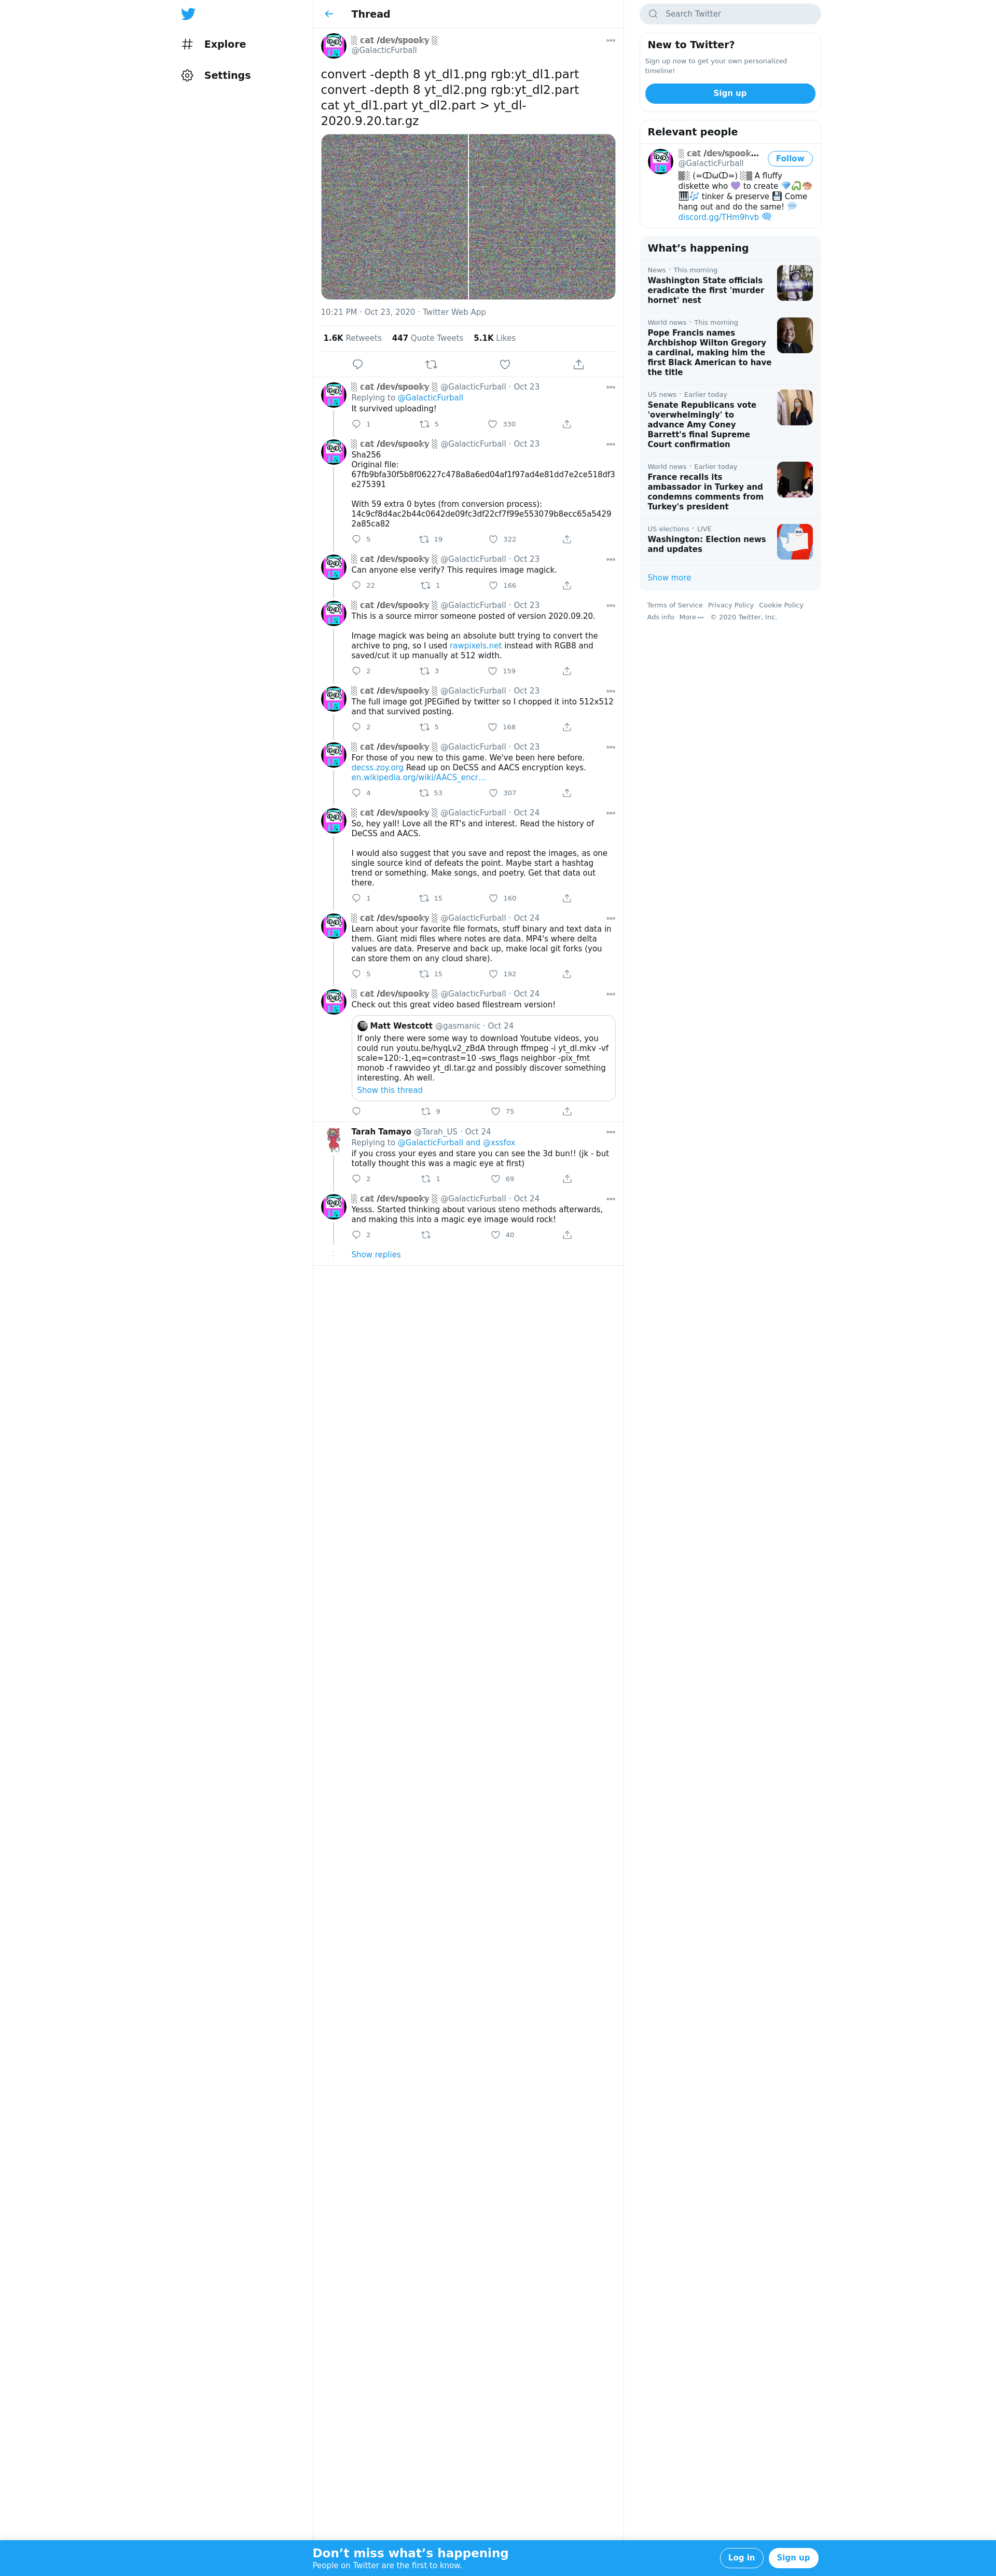 Explore
Settings
Thread
░ cat /dev/spooky ░
@GalacticFurball
convert -depth 8 yt_dl1.png rgb:yt_dl1.part
convert -depth 8 yt_dl2.png rgb:yt_dl2.part
cat yt_dl1.part yt_dl2.part > yt_dl-
2020.9.20.tar.gz
10:21 PM · Oct 23, 2020 · Twitter Web App
1.6K Retweets 447 Quote Tweets 5.1K Likes
░ cat /dev/spooky ░ @GalacticFurball · Oct 23
Replying to @GalacticFurball
It survived uploading!
1 5 330
░ cat /dev/spooky ░ @GalacticFurball · Oct 23
Sha256
Original file:
67fb9bfa30f5b8f06227c478a8a6ed04af1f97ad4e81dd7e2ce518df3
e275391
With 59 extra 0 bytes (from conversion process):
14c9cf8d4ac2b44c0642de09fc3df22cf7f99e553079b8ecc65a5429
2a85ca82
5 19 322
░ cat /dev/spooky ░ @GalacticFurball · Oct 23
Can anyone else verify? This requires image magick.
22 1 166
░ cat /dev/spooky ░ @GalacticFurball · Oct 23
This is a source mirror someone posted of version 2020.09.20.
Image magick was being an absolute butt trying to convert the
archive to png, so I used rawpixels.net instead with RGB8 and
saved/cut it up manually at 512 width.
2 3 159
░ cat /dev/spooky ░ @GalacticFurball · Oct 23
The full image got JPEGified by twitter so I chopped it into 512x512
and that survived posting.
2 5 168
░ cat /dev/spooky ░ @GalacticFurball · Oct 23
For those of you new to this game. We've been here before.
decss.zoy.org Read up on DeCSS and AACS encryption keys.
en.wikipedia.org/wiki/AACS_encr…
4 53 307
░ cat /dev/spooky ░ @GalacticFurball · Oct 24
So, hey yall! Love all the RT's and interest. Read the history of
DeCSS and AACS.
I would also suggest that you save and repost the images, as one
single source kind of defeats the point. Maybe start a hashtag
trend or something. Make songs, and poetry. Get that data out
there.
1 15 160
░ cat /dev/spooky ░ @GalacticFurball · Oct 24
Learn about your favorite file formats, stuff binary and text data in
them. Giant midi files where notes are data. MP4's where delta
values are data. Preserve and back up, make local git forks (you
can store them on any cloud share).
5 15 192
░ cat /dev/spooky ░ @GalacticFurball · Oct 24
Check out this great video based filestream version!
Matt Westcott @gasmanic · Oct 24
If only there were some way to download Youtube videos, you
could run youtu.be/hyqLv2_zBdA through ffmpeg -i yt_dl.mkv -vf
scale=120:-1,eq=contrast=10 -sws_flags neighbor -pix_fmt
monob -f rawvideo yt_dl.tar.gz and possibly discover something
interesting. Ah well.
Show this thread
9 75
Tarah Tamayo @Tarah_US · Oct 24
Replying to @GalacticFurball and @xssfox
if you cross your eyes and stare you can see the 3d bun!! (jk - but
totally thought this was a magic eye at first)
2 1 69
░ cat /dev/spooky ░ @GalacticFurball · Oct 24
Yesss. Started thinking about various steno methods afterwards,
and making this into a magic eye image would rock!
2 40
Show replies
Search Twitter
New to Twitter?
Sign up now to get your own personalized
timeline!
Sign up
Relevant people
░ cat /dev/spook…
@GalacticFurball
Follow
▓░ (=ↀωↀ=) ░▓ A fluffy
diskette who 💜 to create 💎
🎹🎶 tinker & preserve 💾 Come
hang out and do the same! 💬
discord.gg/THm9hvb 🗨
What's happening
News · This morning
Washington State officials
eradicate the first 'murder
hornet' nest
World news · This morning
Pope Francis names
Archbishop Wilton Gregory
a cardinal, making him the
first Black American to have
the title
US news · Earlier today
Senate Republicans vote
'overwhelmingly' to
advance Amy Coney
Barrett's final Supreme
Court confirmation
World news · Earlier today
France recalls its
ambassador in Turkey and
condemns comments from
Turkey's president
US elections · LIVE
Washington: Election news
and updates
Show more
Terms of Service Privacy Policy Cookie Policy
Ads info More ••• © 2020 Twitter, Inc.
Don't miss what's happening
People on Twitter are the first to know.
Log in
Sign up